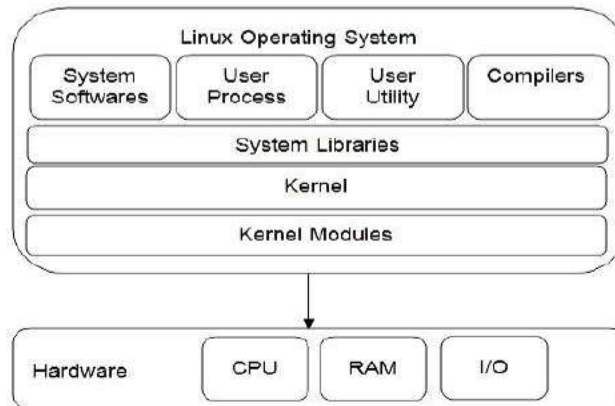 Linux Operating System
System
Softwares
User
Process
User
Utility
Compilers
System Libraries
Kernel
Kernel Modules
Hardware
CPU
RAM
I/O